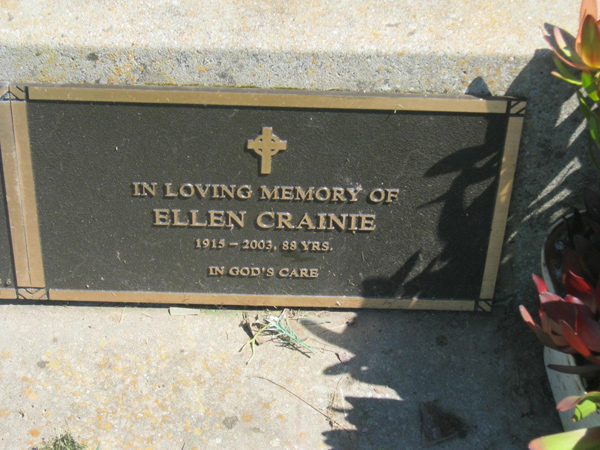 IN LOVING MEMORY OF
ELLEN CRAINIE
1915 – 2003, 88 YRS.
IN GOD'S CARE